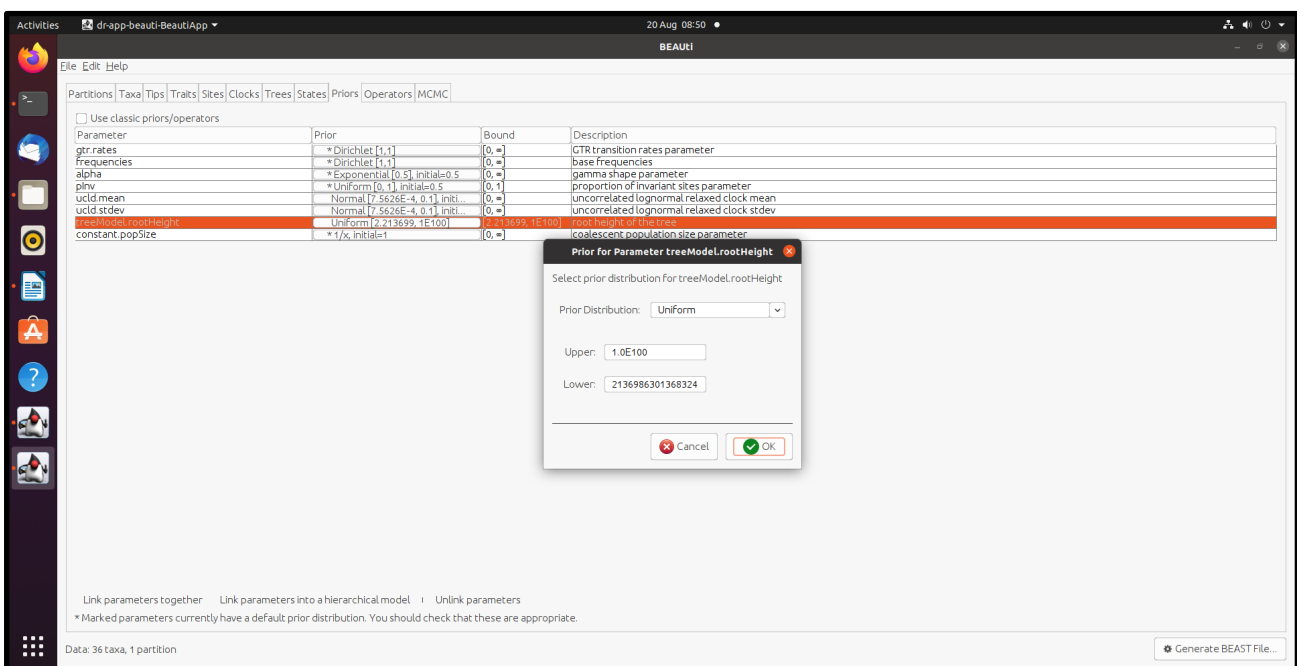 Activities dr-app-beauti-BeautiApp 20 Aug 08:50
BEAUti
File Edit Help
Partitions Taxa Tips Traits Sites Clocks Trees States Priors Operators MCMC
Use classic priors/operators
Parameter Prior Bound Description
gtr.rates * Dirichlet [1,1] [0, ∞] GTR transition rates parameter
frequencies * Dirichlet [1,1] [0, ∞] base frequencies
alpha * Exponential [0.5], initial=0.5 [0, ∞] gamma shape parameter
pInv * Uniform [0, 1], initial=0.5 [0, 1] proportion of invariant sites parameter
ucld.mean Normal [7.5626E-4, 0.1], initi... [0, ∞] uncorrelated lognormal relaxed clock mean
ucld.stdev Normal [7.5626E-4, 0.1], initi... [0, ∞] uncorrelated lognormal relaxed clock stdev
treeModel.rootHeight Uniform [2.213699, 1E100] [2.213699, 1E100] root height of the tree
constant.popSize * 1/x, initial=1 [0, ∞] coalescent population size parameter
Prior for Parameter treeModel.rootHeight
Select prior distribution for treeModel.rootHeight
Prior Distribution: Uniform
Upper: 1.0E100
Lower: 2136986301368324
Cancel OK
Link parameters together Link parameters into a hierarchical model Unlink parameters
* Marked parameters currently have a default prior distribution. You should check that these are appropriate.
Data: 36 taxa, 1 partition Generate BEAST File...